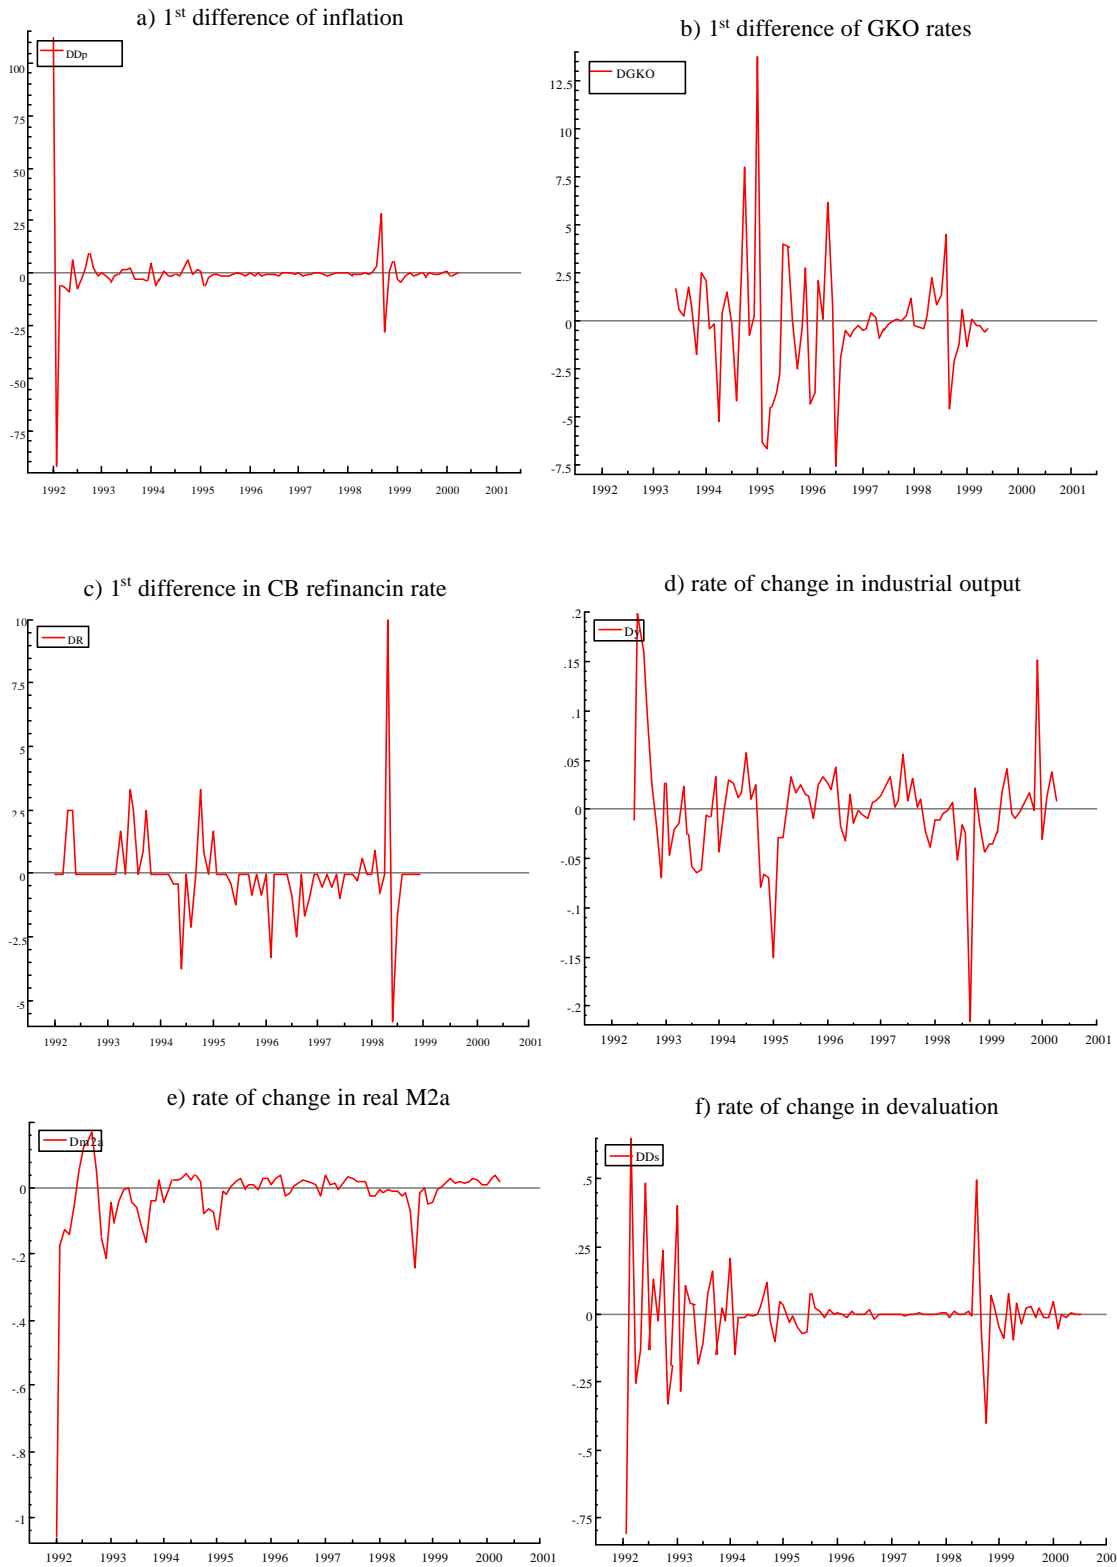 a) 1st difference of inflation
DDp
100
75
50
25
0
-25
-50
-75
1992 1993 1994 1995 1996 1997 1998 1999 2000 2001
b) 1st difference of GKO rates
DGKO
12.5
10
7.5
5
2.5
0
-2.5
-5
-7.5
1992 1993 1994 1995 1996 1997 1998 1999 2000 2001
c) 1st difference in CB refinancin rate
DR
10
7.5
5
2.5
0
-2.5
-5
1992 1993 1994 1995 1996 1997 1998 1999 2000 2001
d) rate of change in industrial output
Dy
.2
.15
.1
.05
0
-.05
-.1
-.15
-.2
1992 1993 1994 1995 1996 1997 1998 1999 2000 2001
e) rate of change in real M2a
Dm2a
0
-.2
-.4
-.6
-.8
-1
1992 1993 1994 1995 1996 1997 1998 1999 2000 2001
f) rate of change in devaluation
DDs
.5
.25
0
-.25
-.5
-.75
1992 1993 1994 1995 1996 1997 1998 1999 2000 200